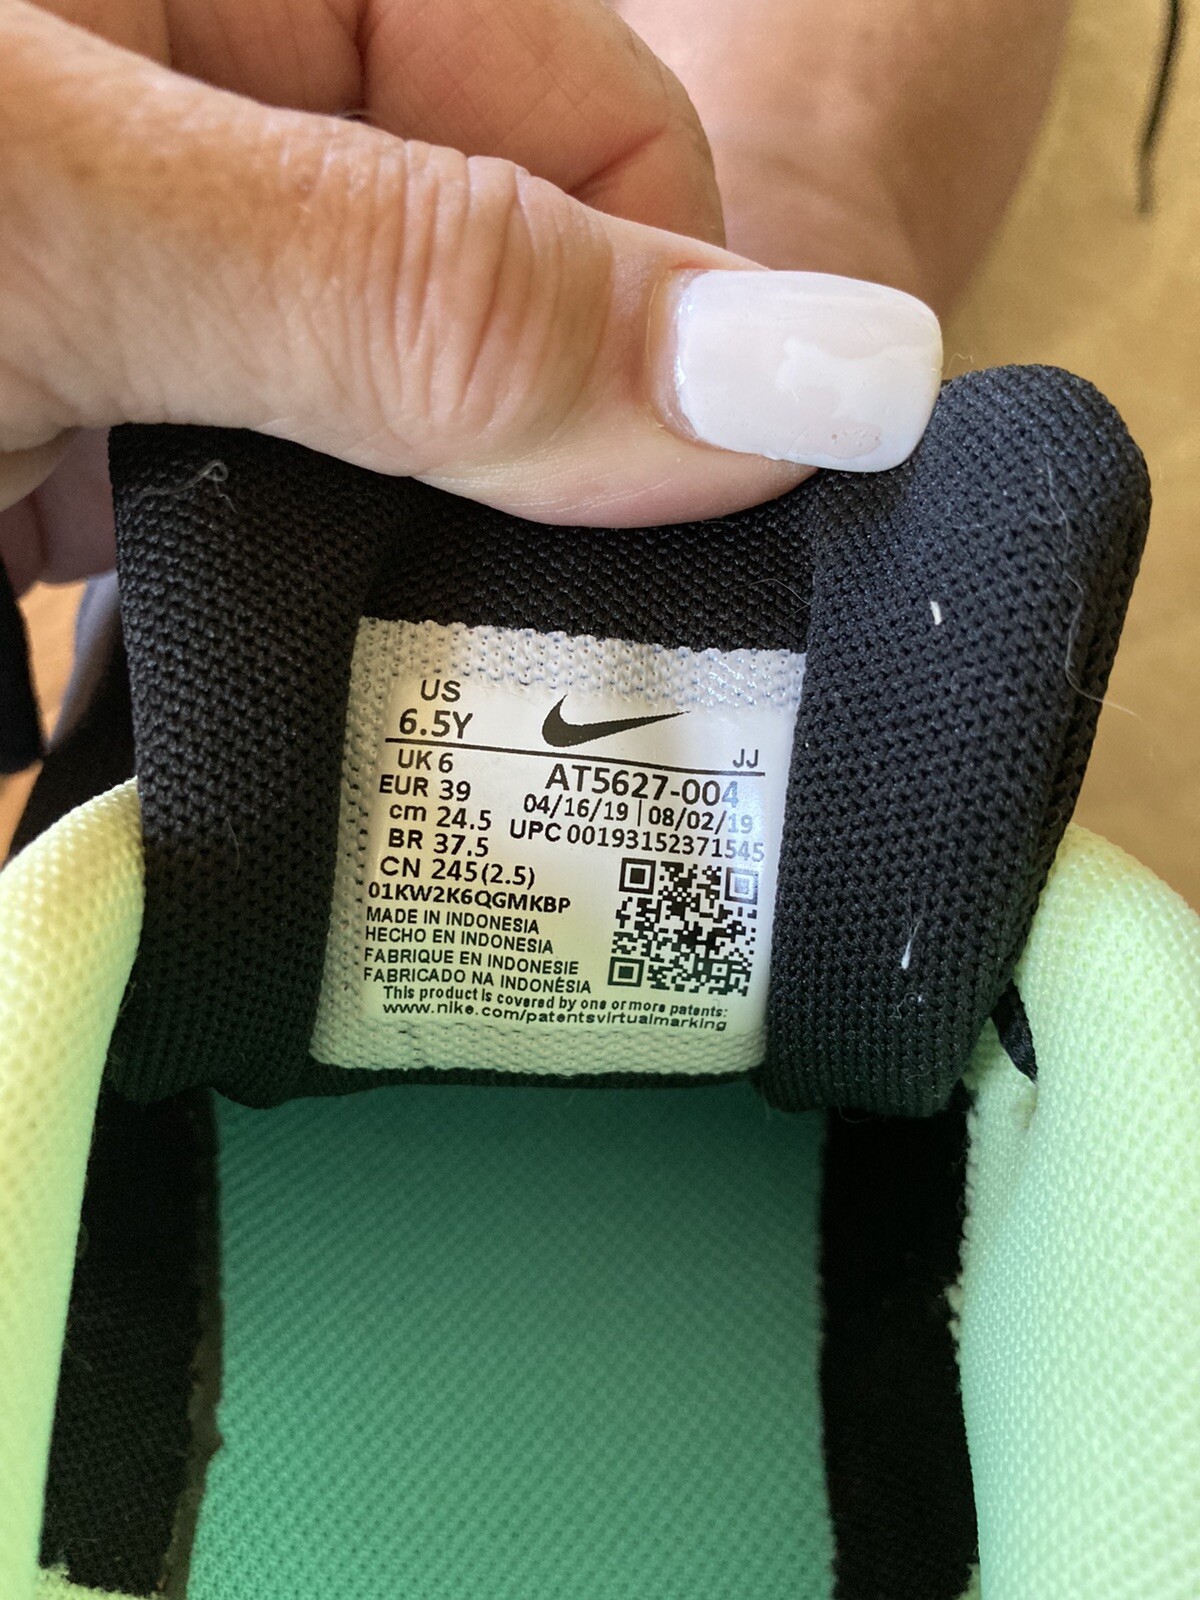 US
6.5Y
JJ
UK 6
AT5627-004
EUR 39
04/16/19 | 08/02/19
cm 24.5
UPC 00193152371545
BR 37.5
CN 245(2.5)
01KW2K6QGMKBP
MADE IN INDONESIA
HECHO EN INDONESIA
FABRIQUE EN INDONESIE
FABRICADO NA INDONÉSIA
This product is covered by one or more patents:
www.nike.com/patentsvirtualmarking